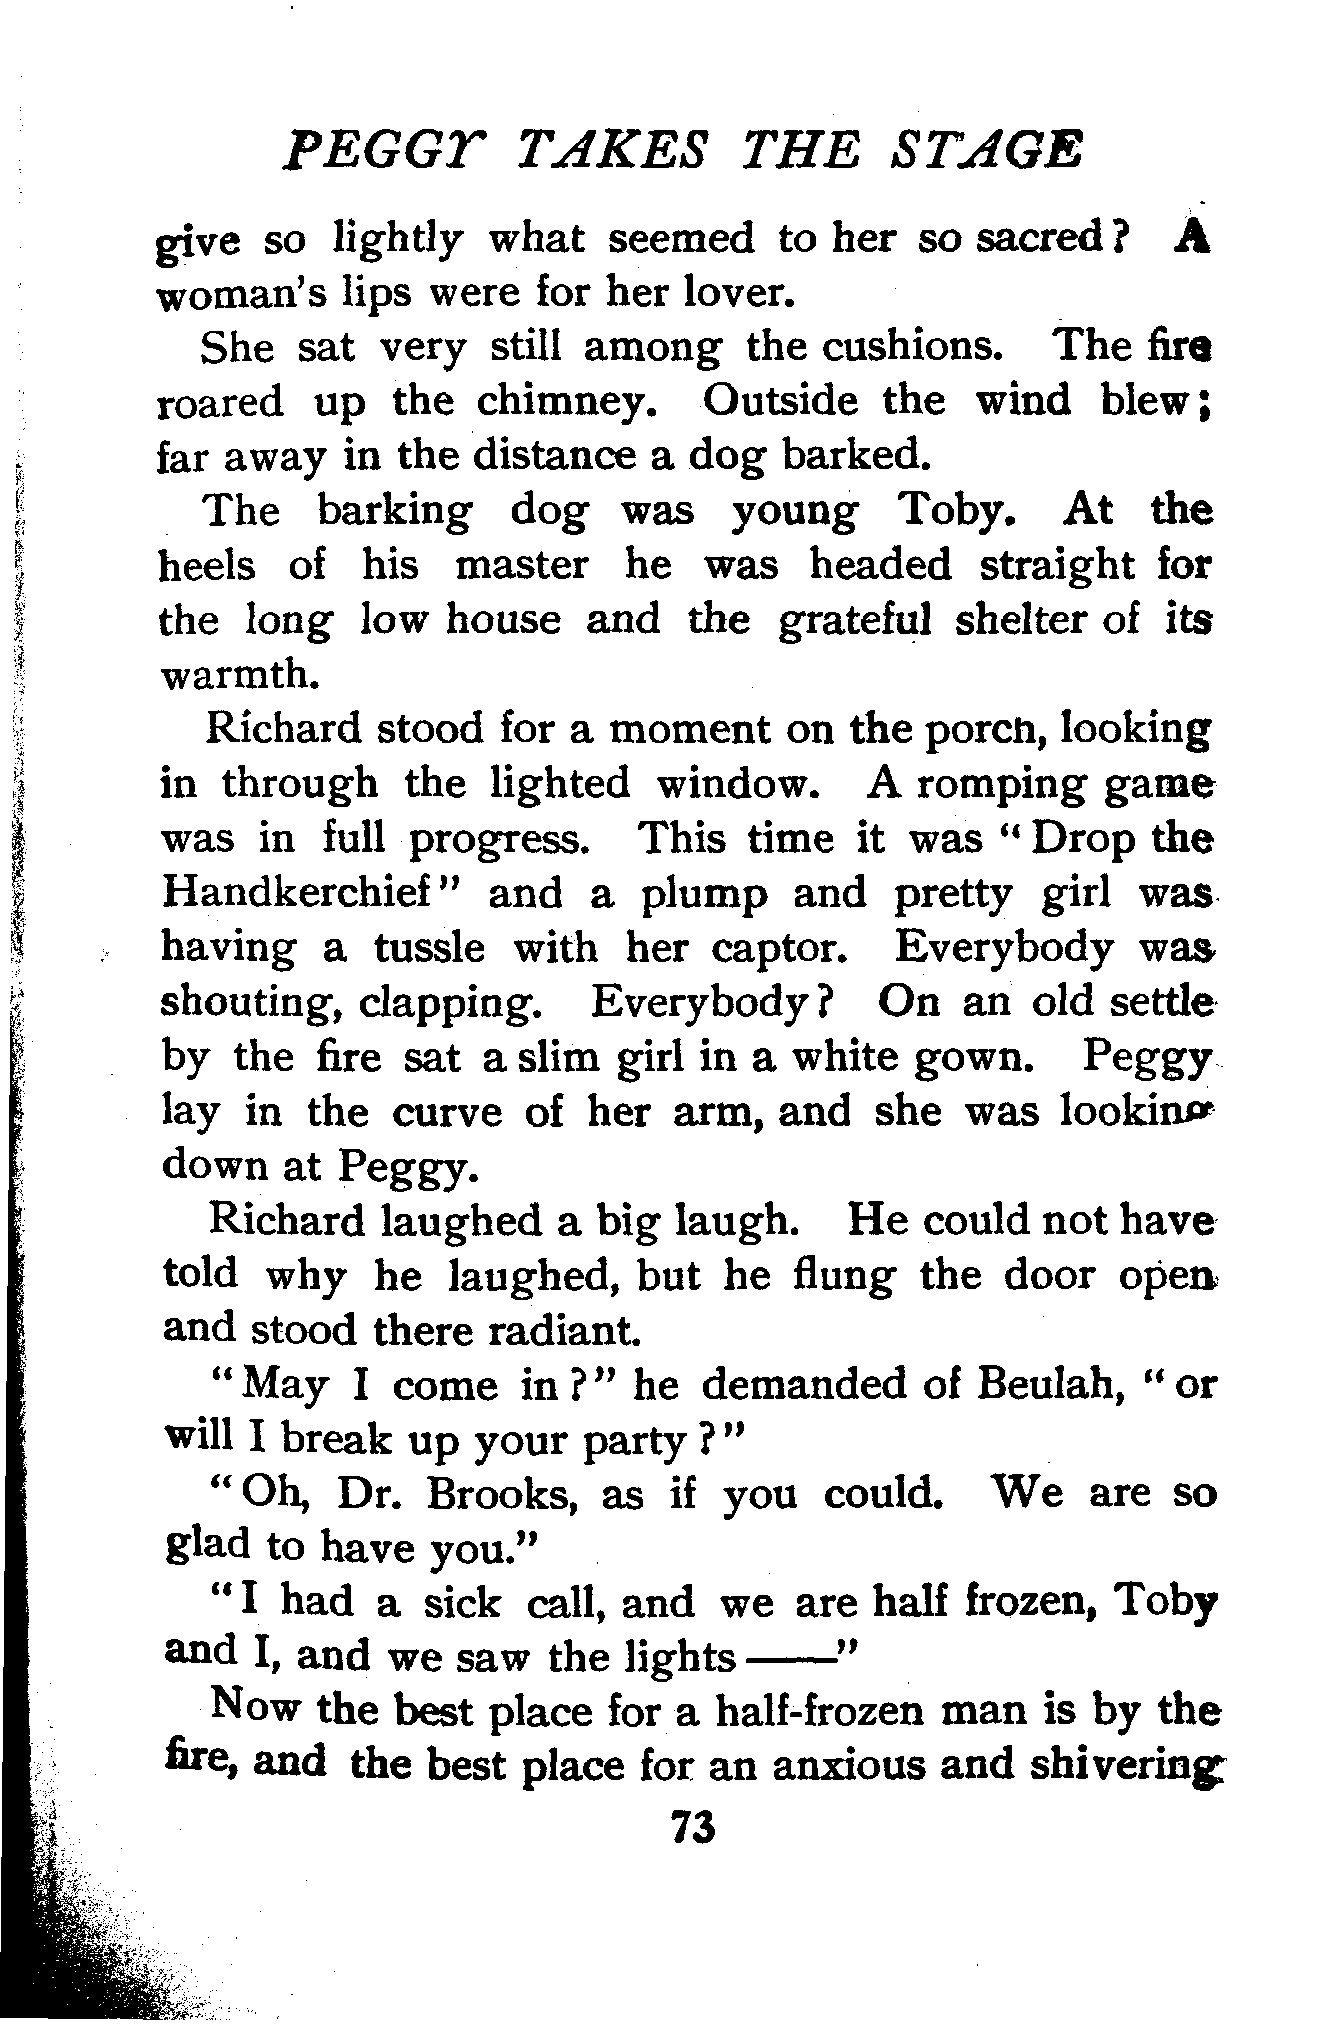 PEGGY TAKES THE STAGE
give so lightly what seemed to her so sacred? A
woman's lips were for her lover.
She sat very still among the cushions. The fire
roared up the chimney. Outside the wind blew;
far away in the distance a dog barked.
The barking dog was young Toby. At the
heels of his master he was headed straight for
the long low house and the grateful shelter of its
warmth.
Richard stood for a moment on the porch, looking
in through the lighted window. A romping game
was in full progress. This time it was "Drop the
Handkerchief" and a plump and pretty girl was
having a tussle with her captor. Everybody was
shouting, clapping. Everybody? On an old settle
by the fire sat a slim girl in a white gown. Peggy
lay in the curve of her arm, and she was looking
down at Peggy.
Richard laughed a big laugh. He could not have
told why he laughed, but he flung the door open
and stood there radiant.
"May I come in?" he demanded of Beulah, "or
will I break up your party?"
"Oh, Dr. Brooks, as if you could. We are so
glad to have you."
"I had a sick call, and we are half frozen, Toby
and I, and we saw the lights——"
Now the best place for a half-frozen man is by the
fire, and the best place for an anxious and shivering
73